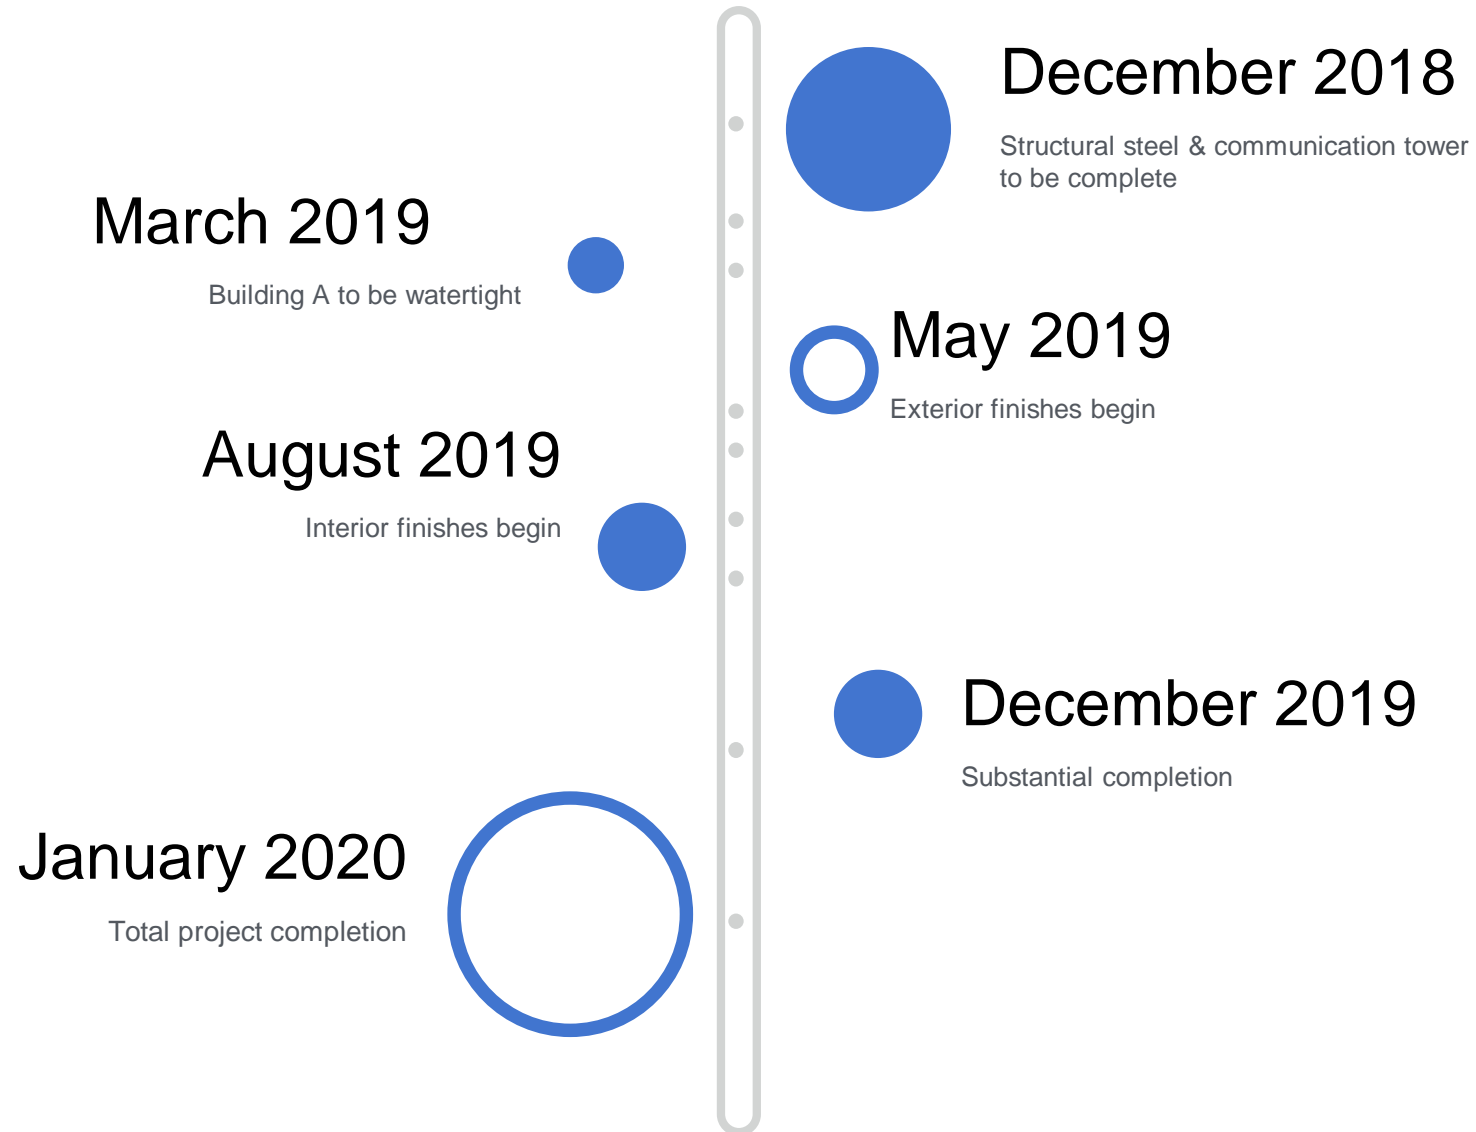 December 2018
Structural steel & communication tower
to be complete
March 2019
Building A to be watertight
May 2019
Exterior finishes begin
August 2019
Interior finishes begin
December 2019
Substantial completion
January 2020
Total project completion